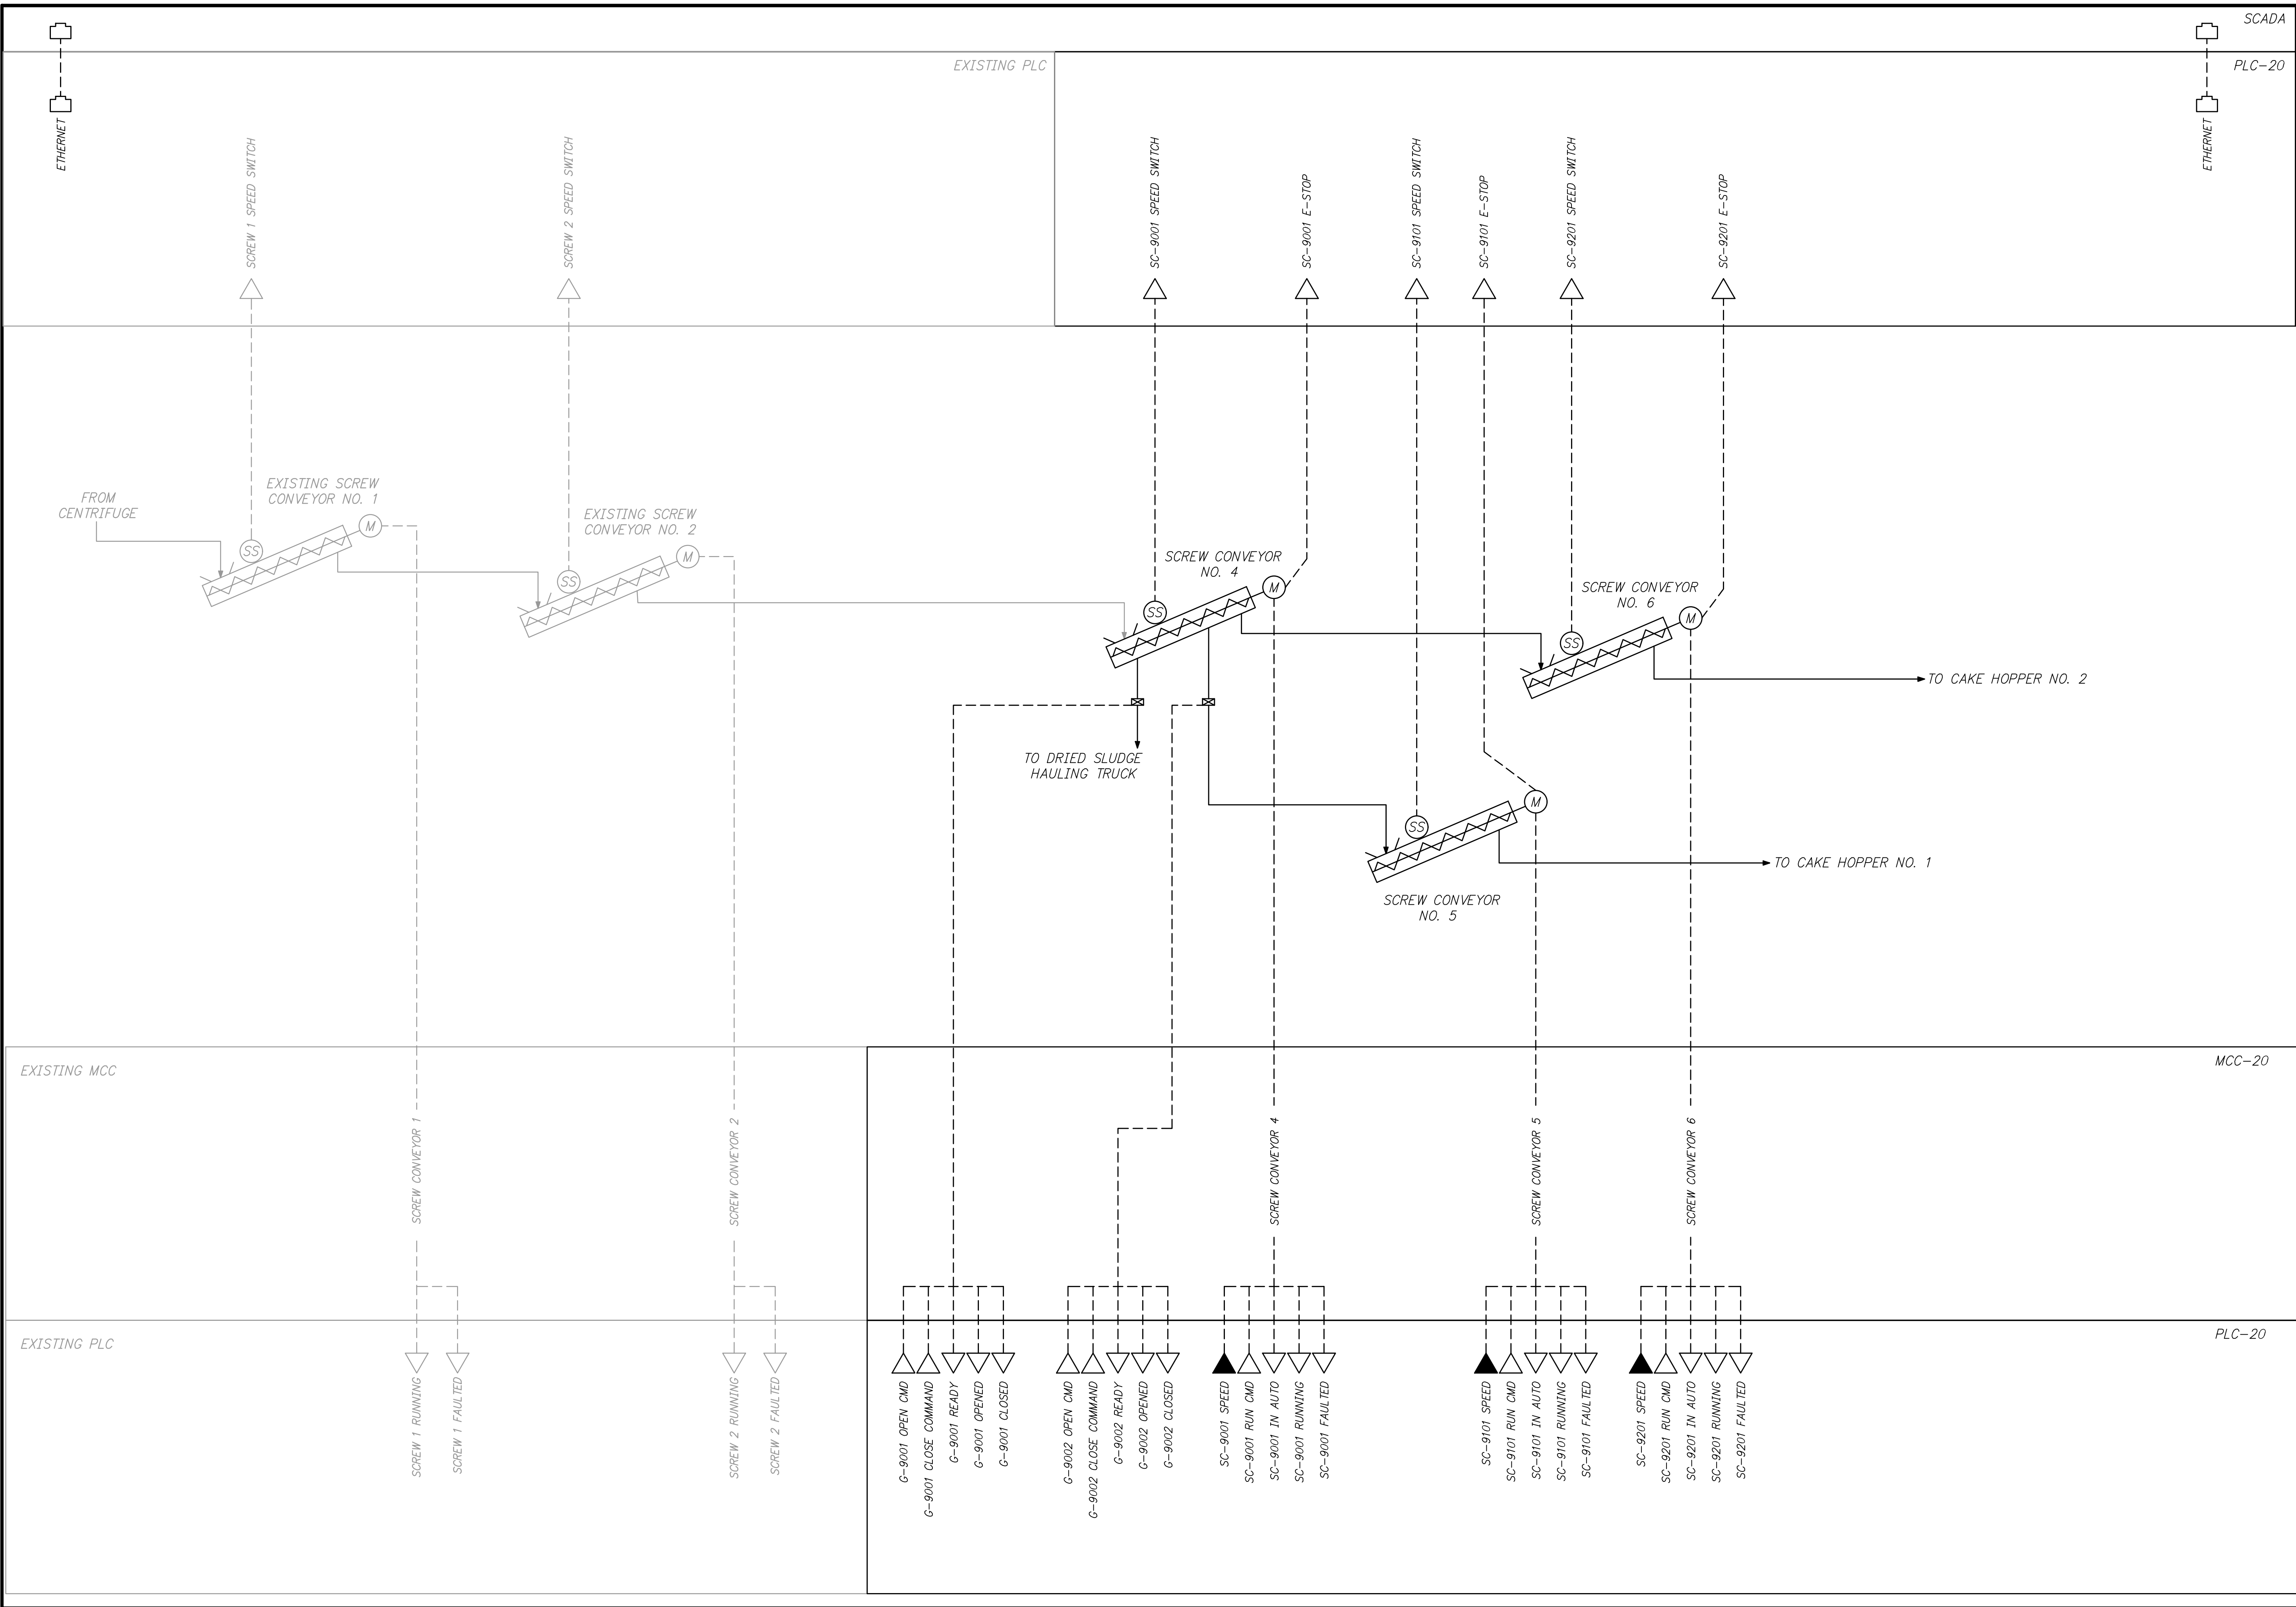 SCADA
EXISTING PLC
PLC-20
ETHERNET
ETHERNET
SCREW 1 SPEED SWITCH
SCREW 2 SPEED SWITCH
SC-9001 SPEED SWITCH
SC-9001 E-STOP
SC-9101 SPEED SWITCH
SC-9101 E-STOP
SC-9201 SPEED SWITCH
SC-9201 E-STOP
FROM
CENTRIFUGE
EXISTING SCREW
CONVEYOR NO. 1
M
SS
EXISTING SCREW
CONVEYOR NO. 2
M
SS
SCREW CONVEYOR
NO. 4
M
SS
SCREW CONVEYOR
NO. 6
M
SS
TO CAKE HOPPER NO. 2
TO DRIED SLUDGE
HAULING TRUCK
M
SS
TO CAKE HOPPER NO. 1
SCREW CONVEYOR
NO. 5
EXISTING MCC
MCC-20
SCREW CONVEYOR 1
SCREW CONVEYOR 2
SCREW CONVEYOR 4
SCREW CONVEYOR 5
SCREW CONVEYOR 6
EXISTING PLC
PLC-20
SCREW 1 RUNNING
SCREW 1 FAULTED
SCREW 2 RUNNING
SCREW 2 FAULTED
G-9001 OPEN CMD
G-9001 CLOSE COMMAND
G-9001 READY
G-9001 OPENED
G-9001 CLOSED
G-9002 OPEN CMD
G-9002 CLOSE COMMAND
G-9002 READY
G-9002 OPENED
G-9002 CLOSED
SC-9001 SPEED
SC-9001 RUN CMD
SC-9001 IN AUTO
SC-9001 RUNNING
SC-9001 FAULTED
SC-9101 SPEED
SC-9101 RUN CMD
SC-9101 IN AUTO
SC-9101 RUNNING
SC-9101 FAULTED
SC-9201 SPEED
SC-9201 RUN CMD
SC-9201 IN AUTO
SC-9201 RUNNING
SC-9201 FAULTED